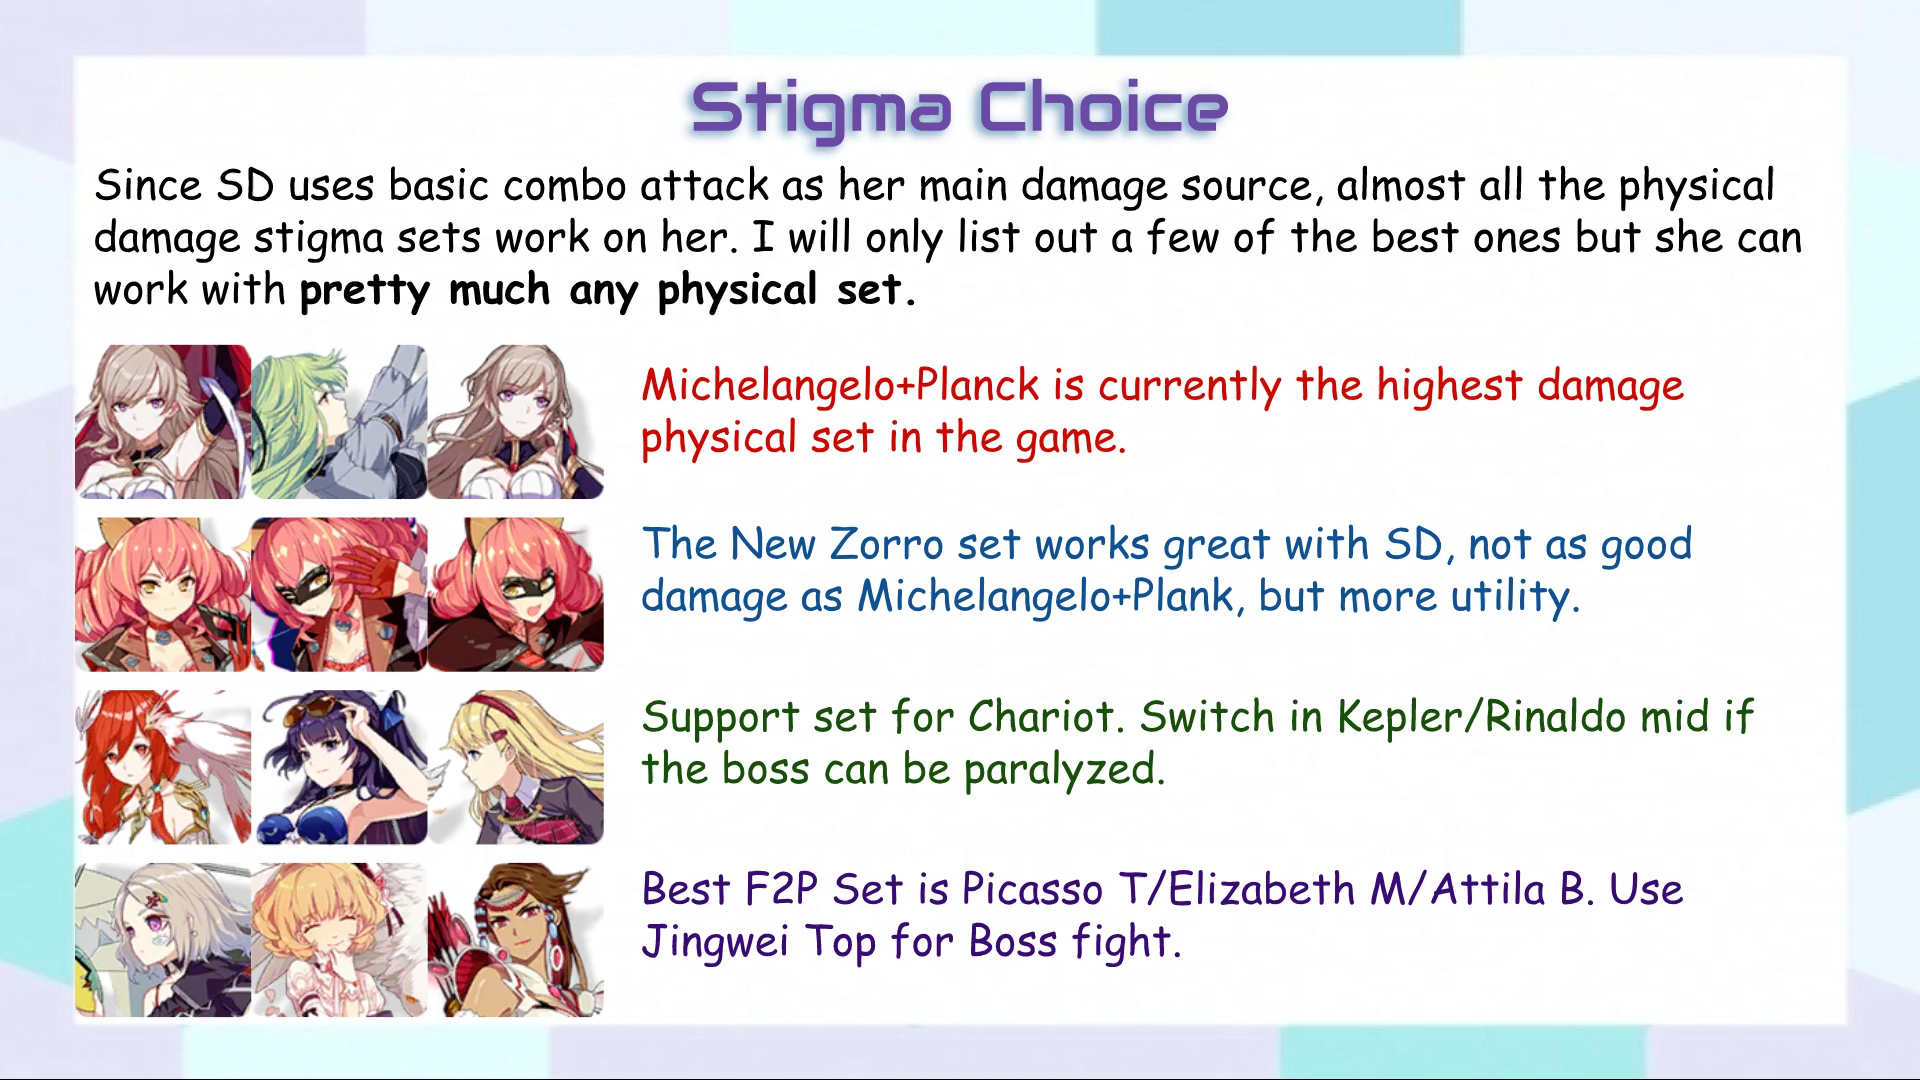 Stigma Choice
Since SD uses basic combo attack as her main damage source, almost all the physical
damage stigma sets work on her. I will only list out a few of the best ones but she can
work with pretty much any physical set.
Michelangelo+Planck is currently the highest damage
physical set in the game.
The New Zorro set works great with SD, not as good
damage as Michelangelo+Plank, but more utility.
Support set for Chariot. Switch in Kepler/Rinaldo mid if
the boss can be paralyzed.
Best F2P Set is Picasso T/Elizabeth M/Attila B. Use
Jingwei Top for Boss fight.